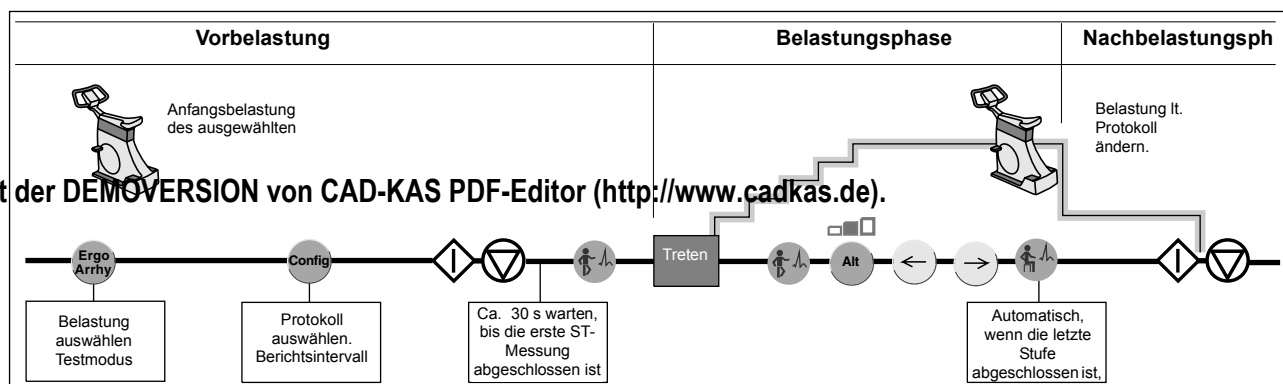 Vorbelastung
Belastungsphase
Nachbelastungsph
Anfangsbelastung
des ausgewählten
Belastung lt.
Protokoll
ändern.
t der DEMOVERSION von CAD-KAS PDF-Editor (http://www.cadkas.de).
Ergo
Arrhy
Config
Treten
Alt
Belastung
auswählen
Testmodus
Protokoll
auswählen.
Berichtsintervall
Ca. 30 s warten,
bis die erste ST-
Messung
abgeschlossen ist
Automatisch,
wenn die letzte
Stufe
abgeschlossen ist,